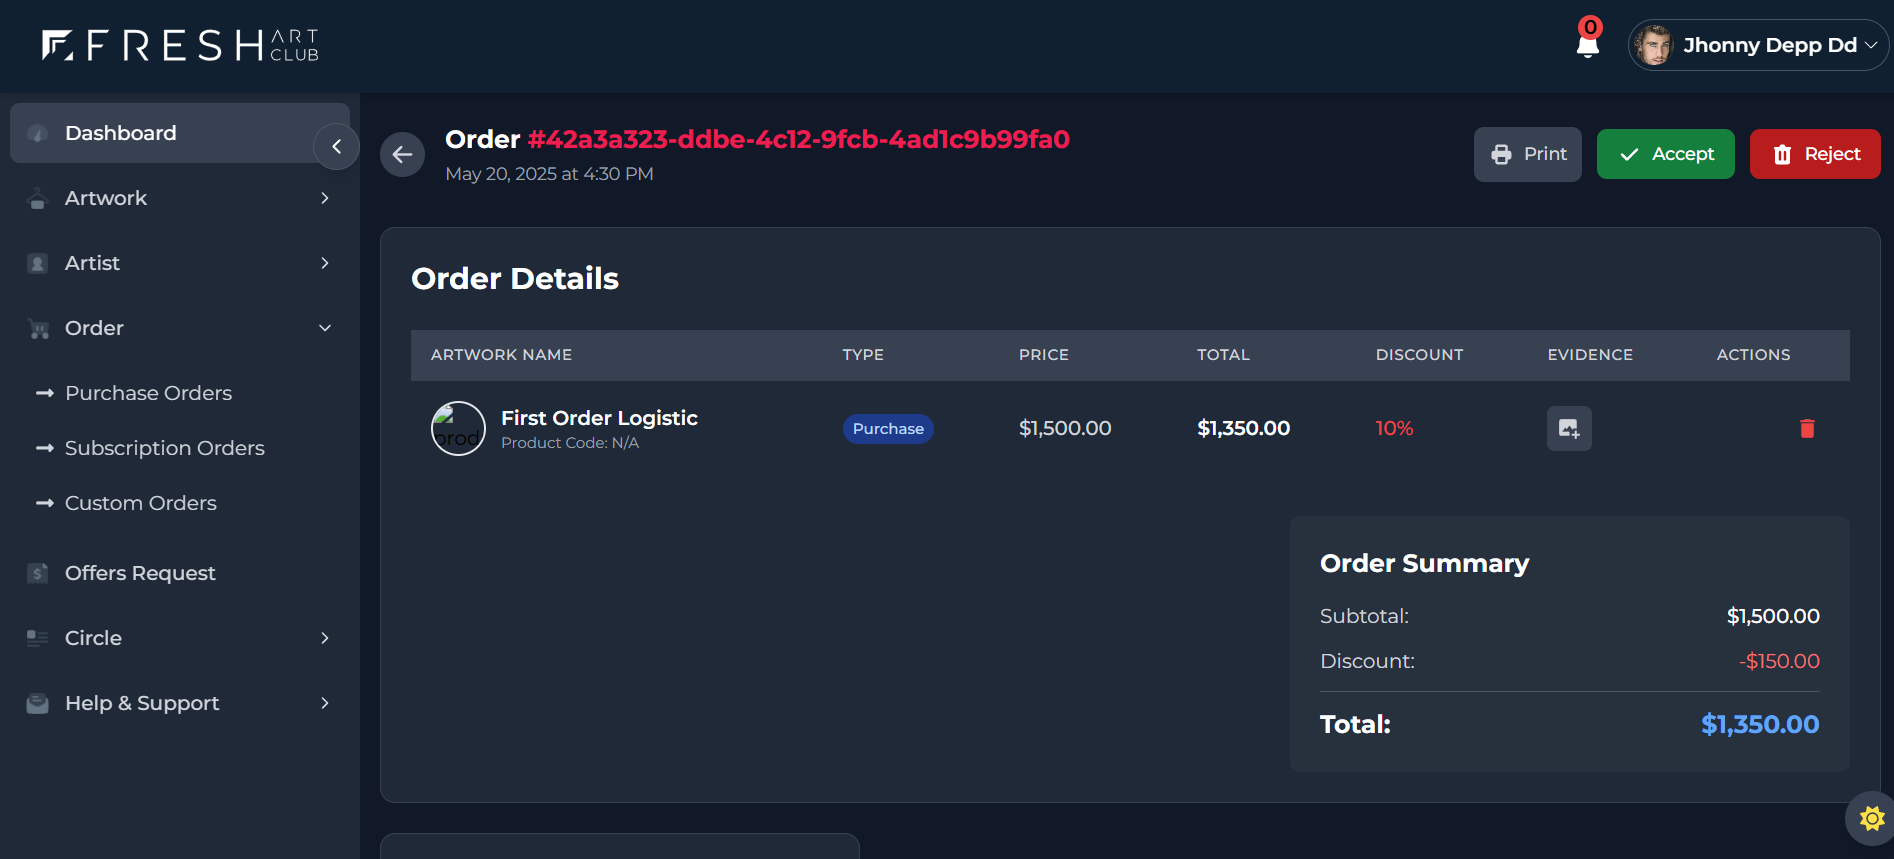 FRESH ART CLUB
0
Jhonny Depp Dd
Dashboard
Artwork
Artist
Order
Purchase Orders
Subscription Orders
Custom Orders
Offers Request
Circle
Help & Support
Order #42a3a323-ddbe-4c12-9fcb-4ad1c9b99fa0
May 20, 2025 at 4:30 PM
Print
Accept
Reject
Order Details
ARTWORK NAME TYPE PRICE TOTAL DISCOUNT EVIDENCE ACTIONS
prod
First Order Logistic
Product Code: N/A
Purchase
$1,500.00
$1,350.00
10%
Order Summary
Subtotal: $1,500.00
Discount: -$150.00
Total: $1,350.00